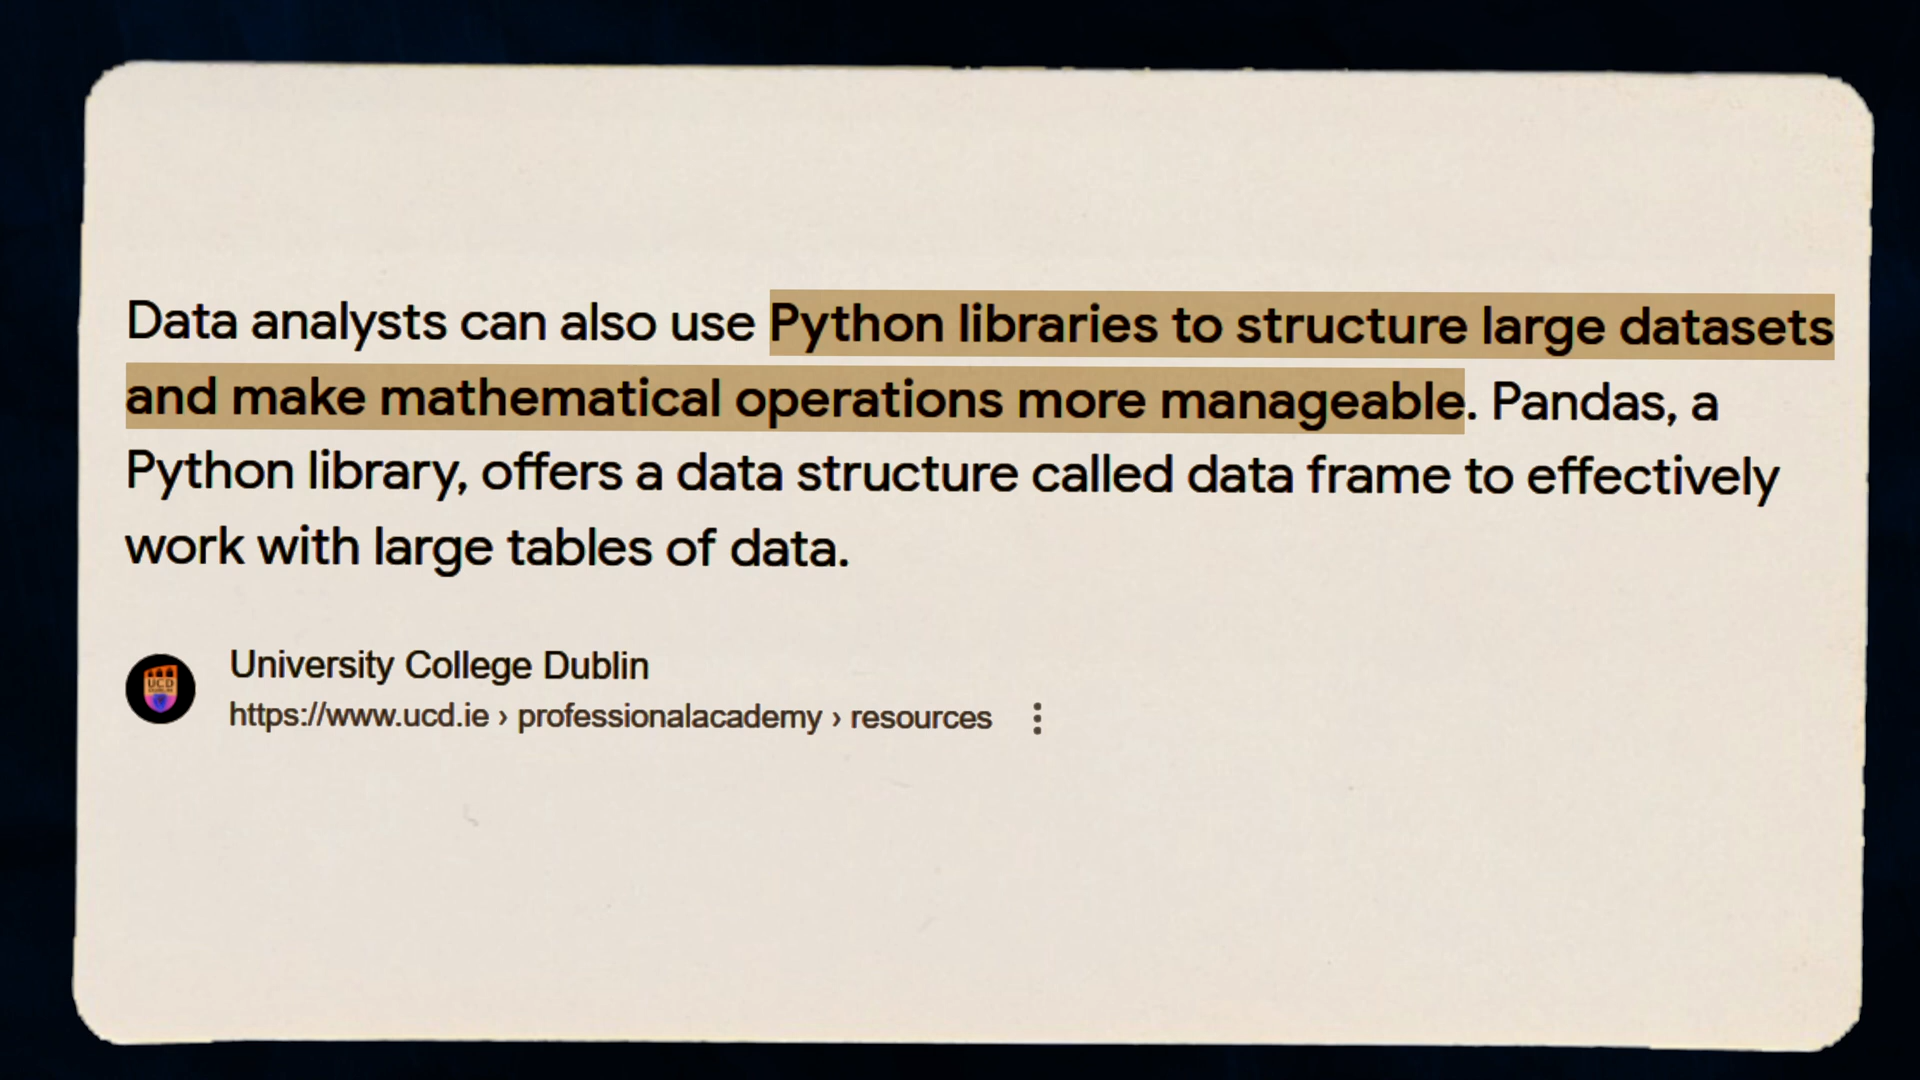 Data analysts can also use Python libraries to structure large datasets
and make mathematical operations more manageable. Pandas, a
Python library, offers a data structure called data frame to effectively
work with large tables of data.
UCD
DUBLIN
University College Dublin
https://www.ucd.ie › professionalacademy › resources